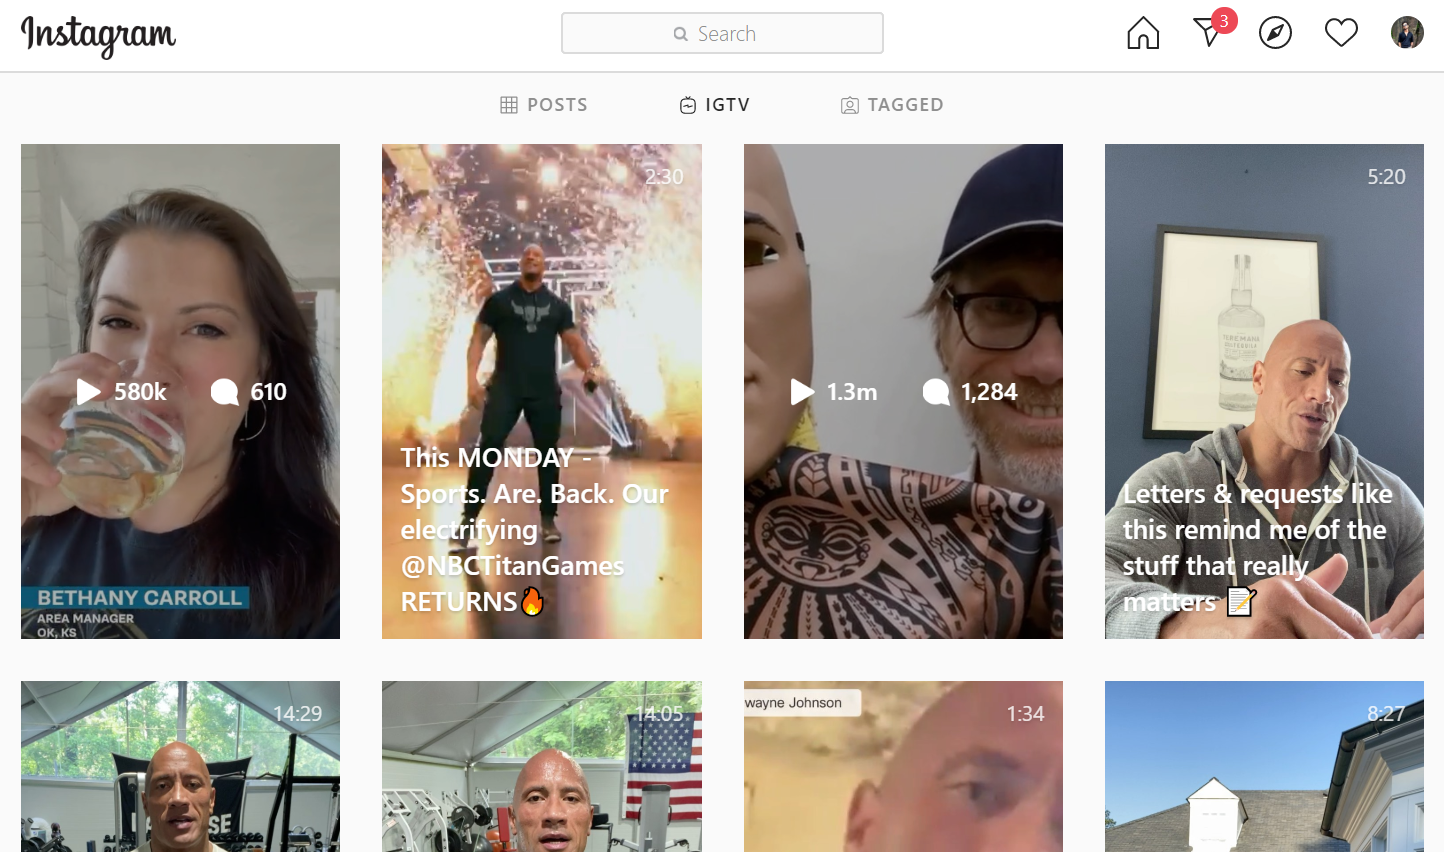 Instagram
Search
3
POSTS
IGTV
TAGGED
580k
610
BETHANY CARROLL
AREA MANAGER
OK, KS
2:30
This MONDAY -
Sports. Are. Back. Our
electrifying
@NBCTitanGames
RETURNS🔥
1.3m
1,284
5:20
Letters & requests like
this remind me of the
stuff that really
matters 📝
14:29
14:05
wayne Johnson
1:34
8:27